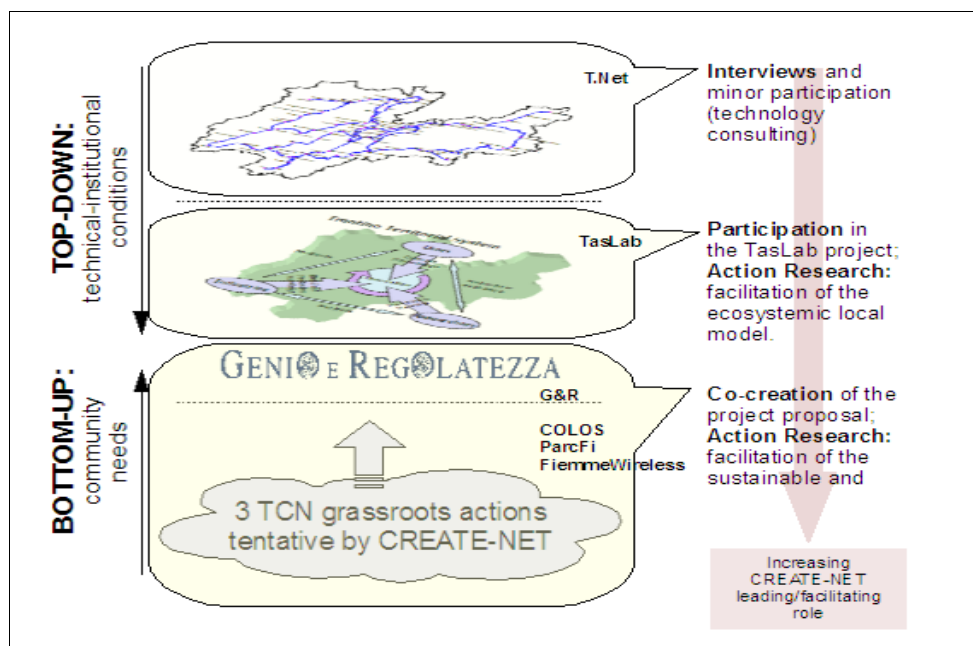 TOP-DOWN:
technical-institutional
conditions
T.Net
Interviews and
minor participation
(technology
consulting)
TasLab
Participation in
the TasLab project;
Action Research:
facilitation of the
ecosystemic local
model.
BOTTOM-UP:
community
needs
GENIO E REGOLATEZZA
G&R
COLOS
ParcFi
FiemmeWireless
3 TCN grassroots actions
tentative by CREATE-NET
Co-creation of the
project proposal;
Action Research:
facilitation of the
sustainable and
Increasing
CREATE-NET
leading/facilitating
role